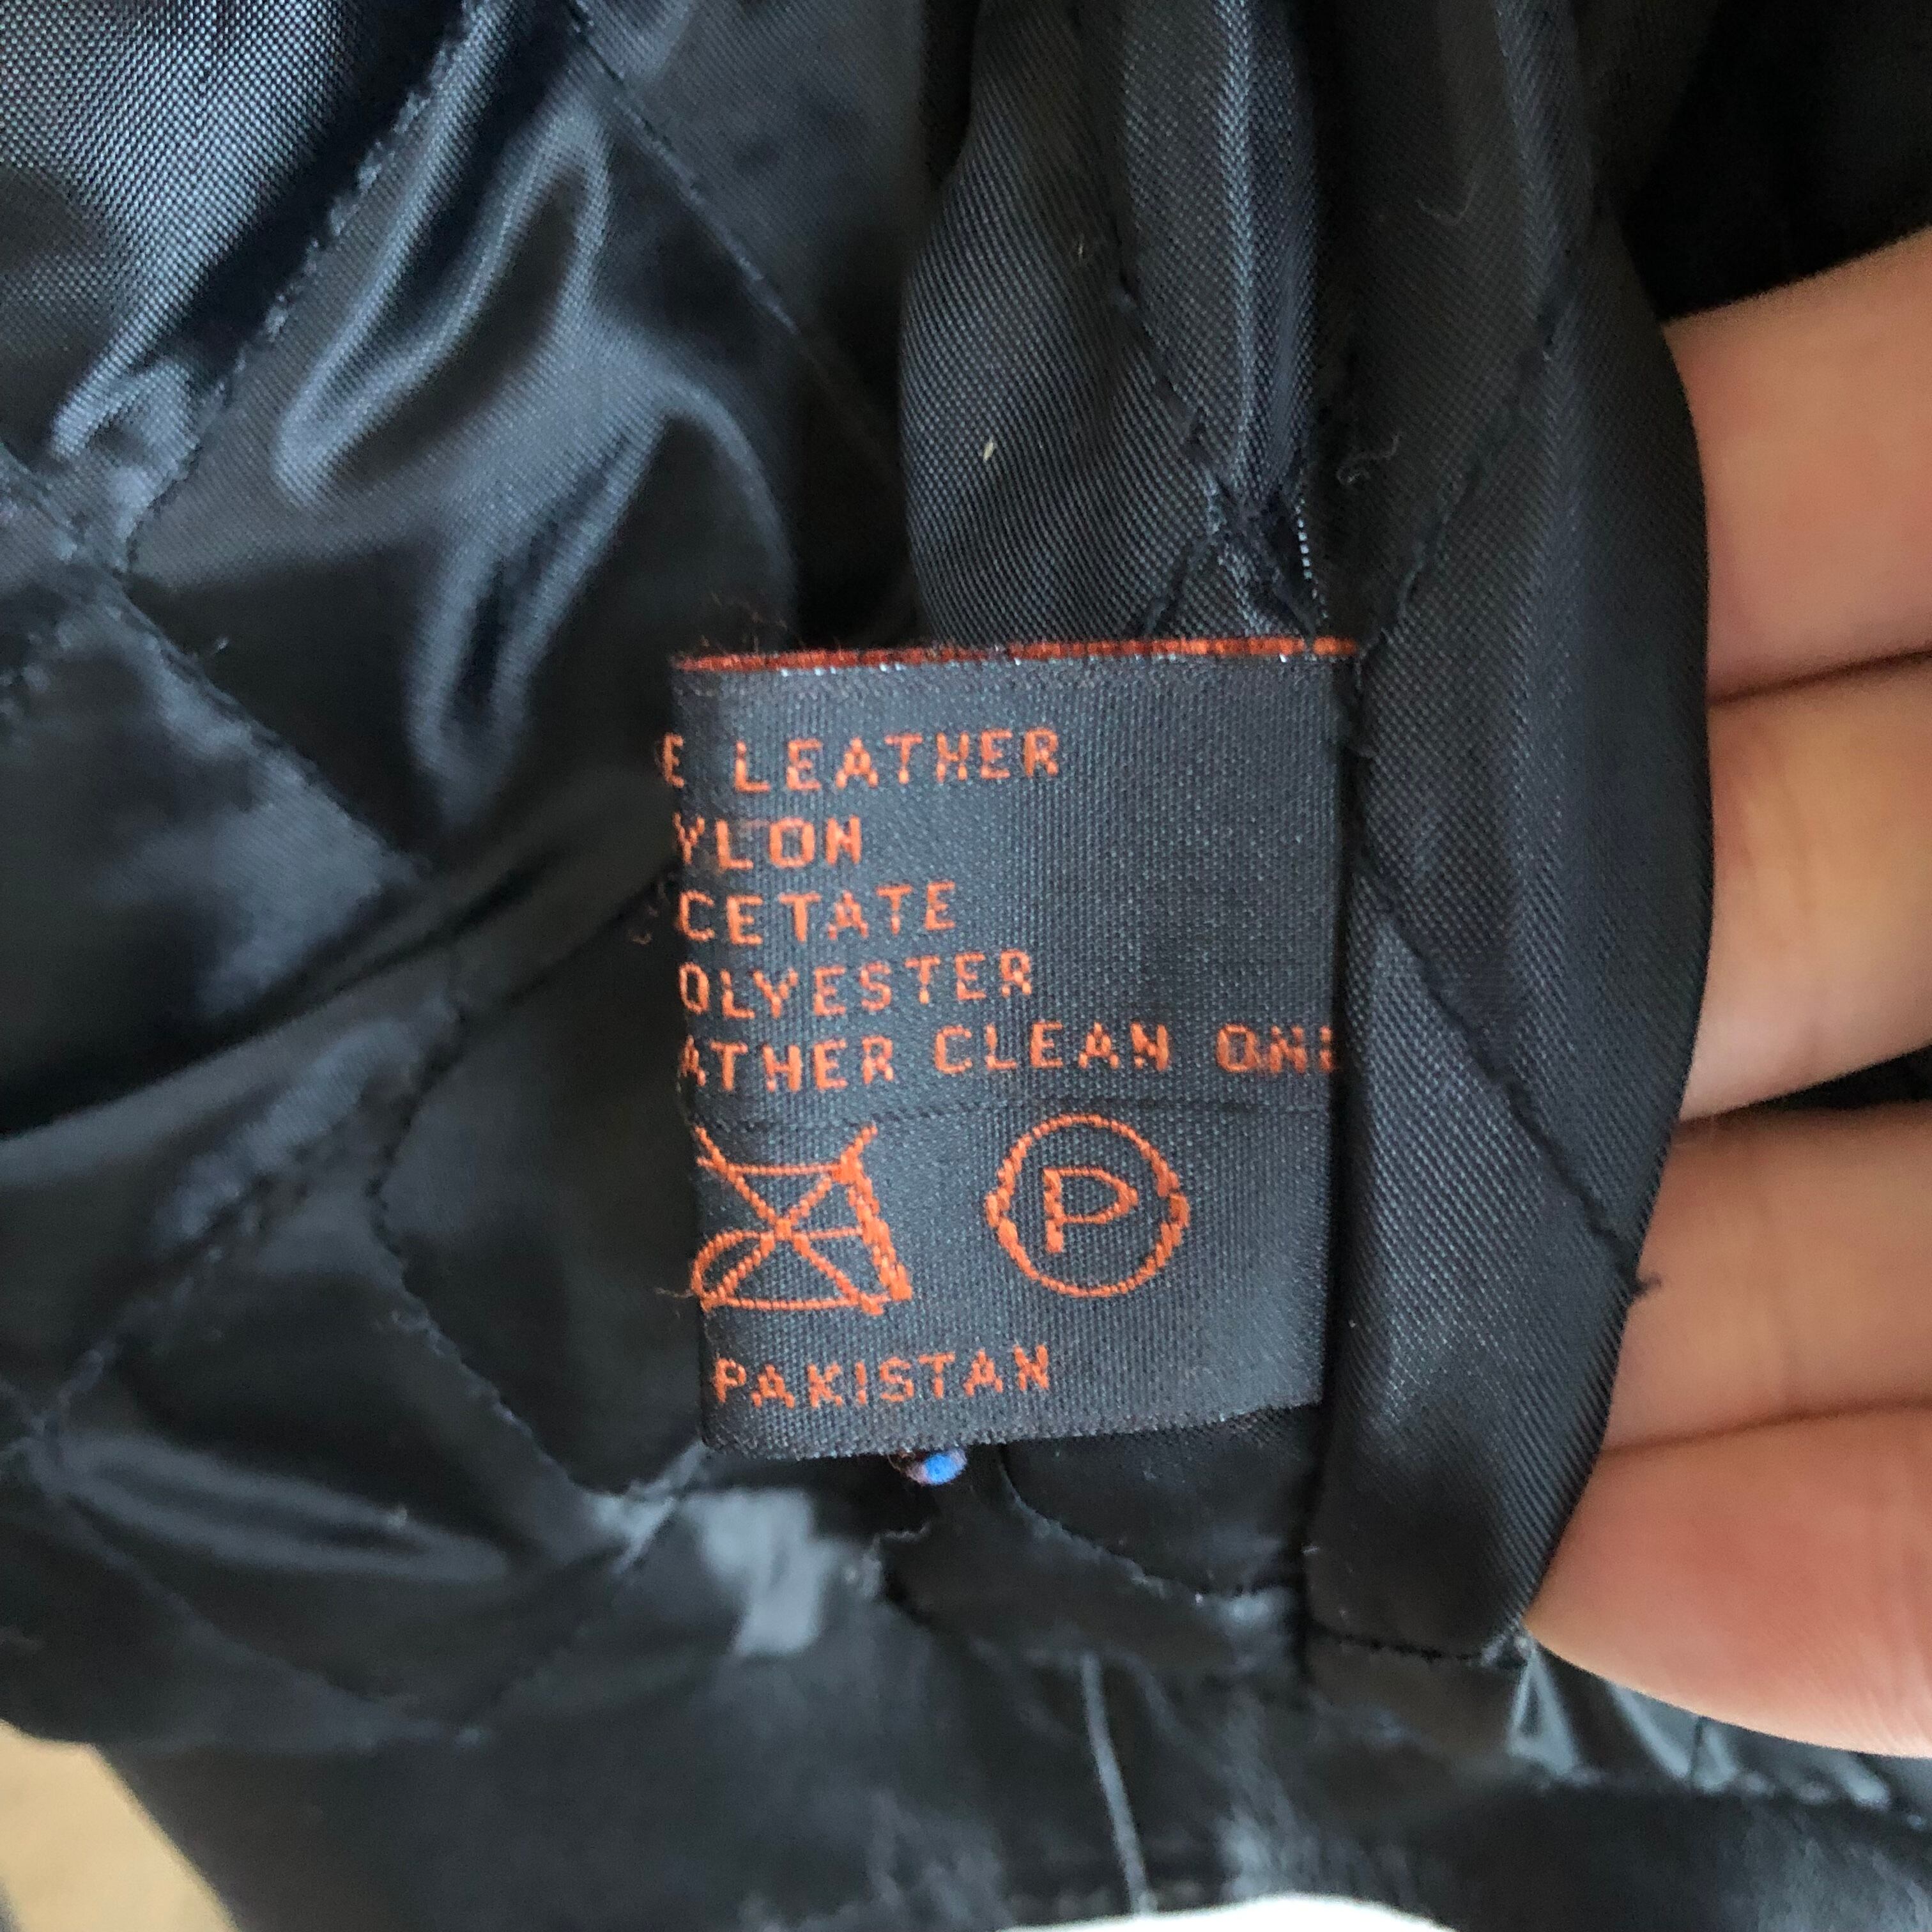 E LEATHER
YLON
CETATE
OLYESTER
ATHER CLEAN ONL
P
PAKISTAN